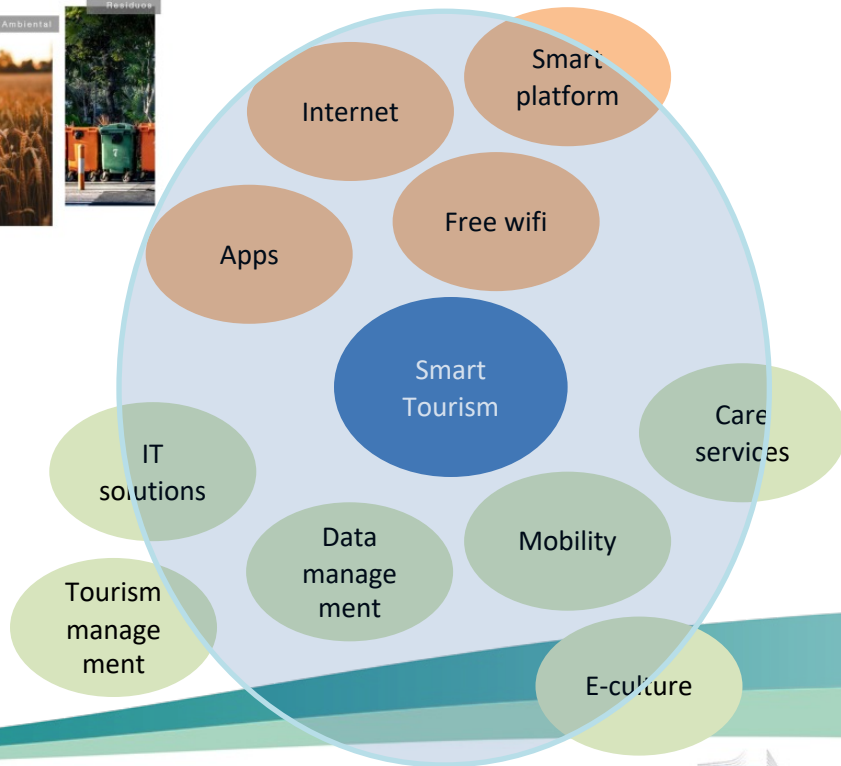 Ambiental
Resíduos
Smart
platform
Internet
Free wifi
Apps
Smart
Tourism
Care
services
IT
solutions
Data
manage
ment
Mobility
Tourism
manage
ment
E-culture